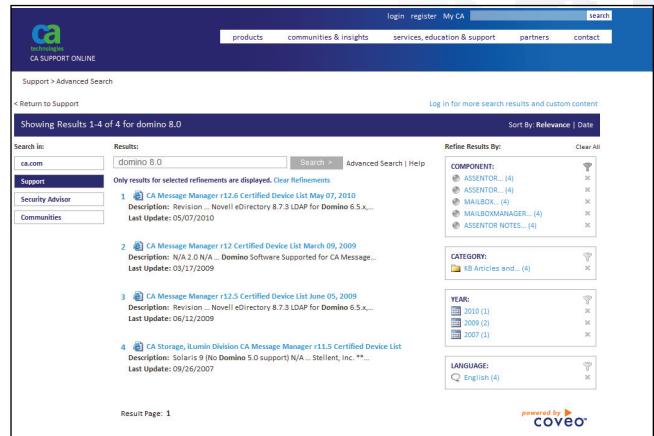 login register My CA search
ca
technologies
CA SUPPORT ONLINE
products communities & insights services, education & support partners contact
Support > Advanced Search
< Return to Support
Log in for more search results and custom content
Showing Results 1-4 of 4 for domino 8.0
Sort By: Relevance | Date
Search in:
ca.com
Support
Security Advisor
Communities
Results:
domino 8.0 Search > Advanced Search | Help
Only results for selected refinements are displayed. Clear Refinements
1 CA Message Manager r12.6 Certified Device List May 07, 2010
Description: Revision ... Novell eDirectory 8.7.3 LDAP for Domino 6.5.x,...
Last Update: 05/07/2010
2 CA Message Manager r12 Certified Device List March 09, 2009
Description: N/A 2.0 N/A ... Domino Software Supported for CA Message...
Last Update: 03/17/2009
3 CA Message Manager r12.5 Certified Device List June 05, 2009
Description: Revision ... Novell eDirectory 8.7.3 LDAP for Domino 6.5.x,...
Last Update: 06/12/2009
4 CA Storage, iLumin Division CA Message Manager r11.5 Certified Device List
Description: Solaris 9 (No Domino 5.0 support) N/A ... Stellent, Inc. **...
Last Update: 09/26/2007
Result Page: 1
Refine Results By: Clear All
COMPONENT:
ASSENTOR... (4)
ASSENTOR... (4)
MAILBOX... (4)
MAILBOXMANAGER... (4)
ASSENTOR NOTES... (4)
CATEGORY:
KB Articles and... (4)
YEAR:
2010 (1)
2009 (2)
2007 (1)
LANGUAGE:
English (4)
powered by
coveo